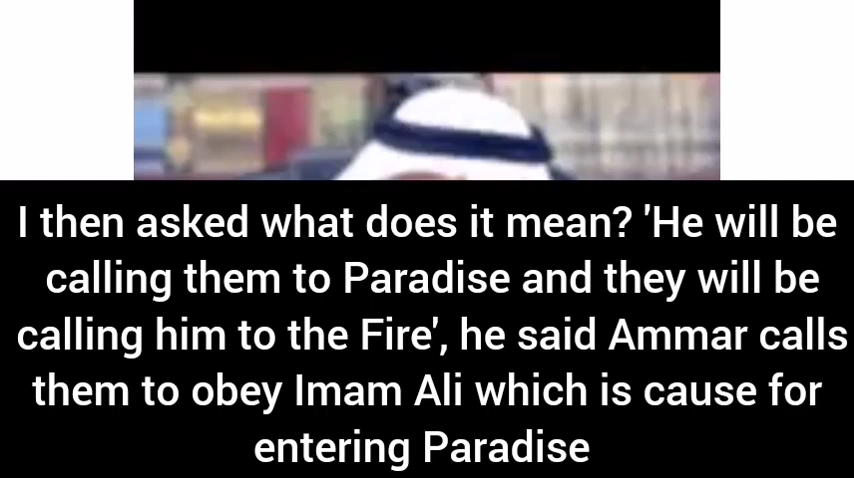 I then asked what does it mean? 'He will be
calling them to Paradise and they will be
calling him to the Fire', he said Ammar calls
them to obey Imam Ali which is cause for
entering Paradise